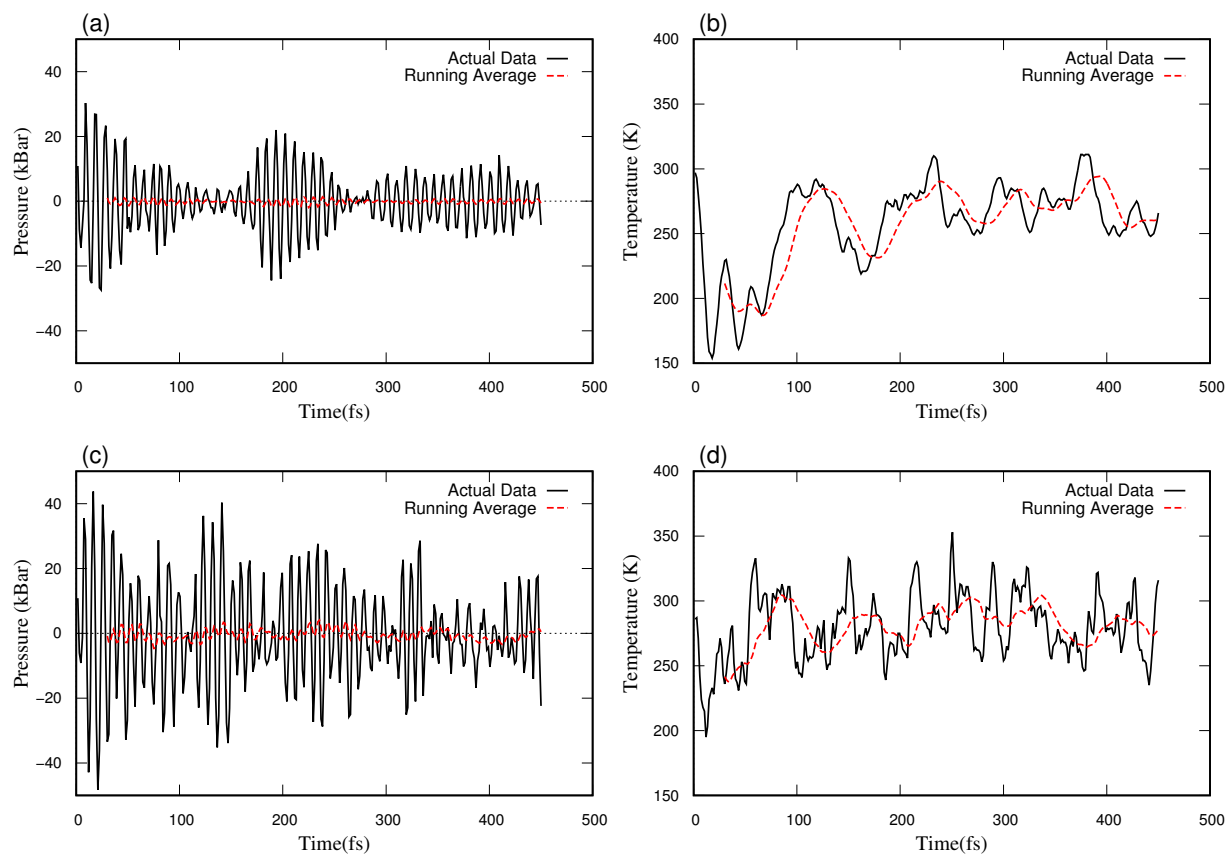 (a)
Pressure (kBar)
40
20
0
−20
−40
0 100 200 300 400 500
Time(fs)
Actual Data
Running Average
(b)
Temperature (K)
400
350
300
250
200
150
0 100 200 300 400 500
Time(fs)
Actual Data
Running Average
(c)
Pressure (kBar)
40
20
0
−20
−40
0 100 200 300 400 500
Time(fs)
Actual Data
Running Average
(d)
Temperature (K)
400
350
300
250
200
150
0 100 200 300 400 500
Time(fs)
Actual Data
Running Average